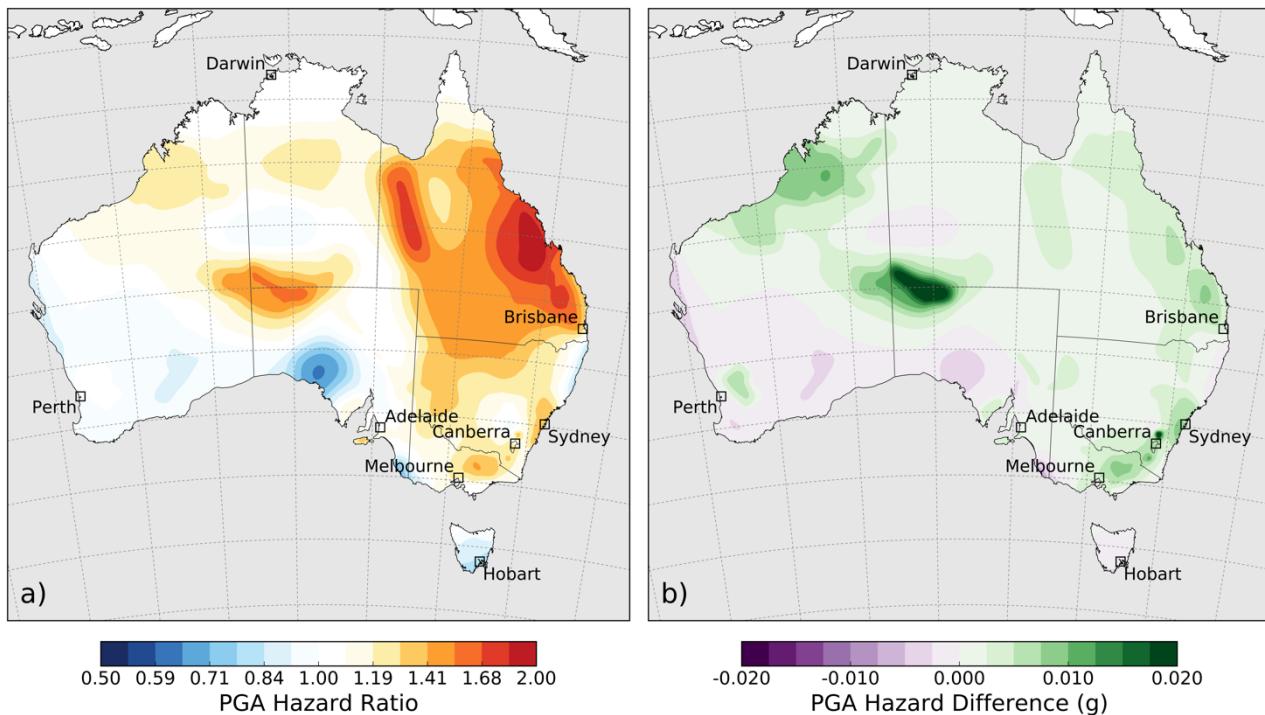 Darwin
Brisbane
Perth
Adelaide
Canberra
Sydney
Melbourne
Hobart
a)
0.50 0.59 0.71 0.84 1.00 1.19 1.41 1.68 2.00
PGA Hazard Ratio
Darwin
Brisbane
Perth
Adelaide
Canberra
Sydney
Melbourne
Hobart
b)
-0.020 -0.010 0.000 0.010 0.020
PGA Hazard Difference (g)